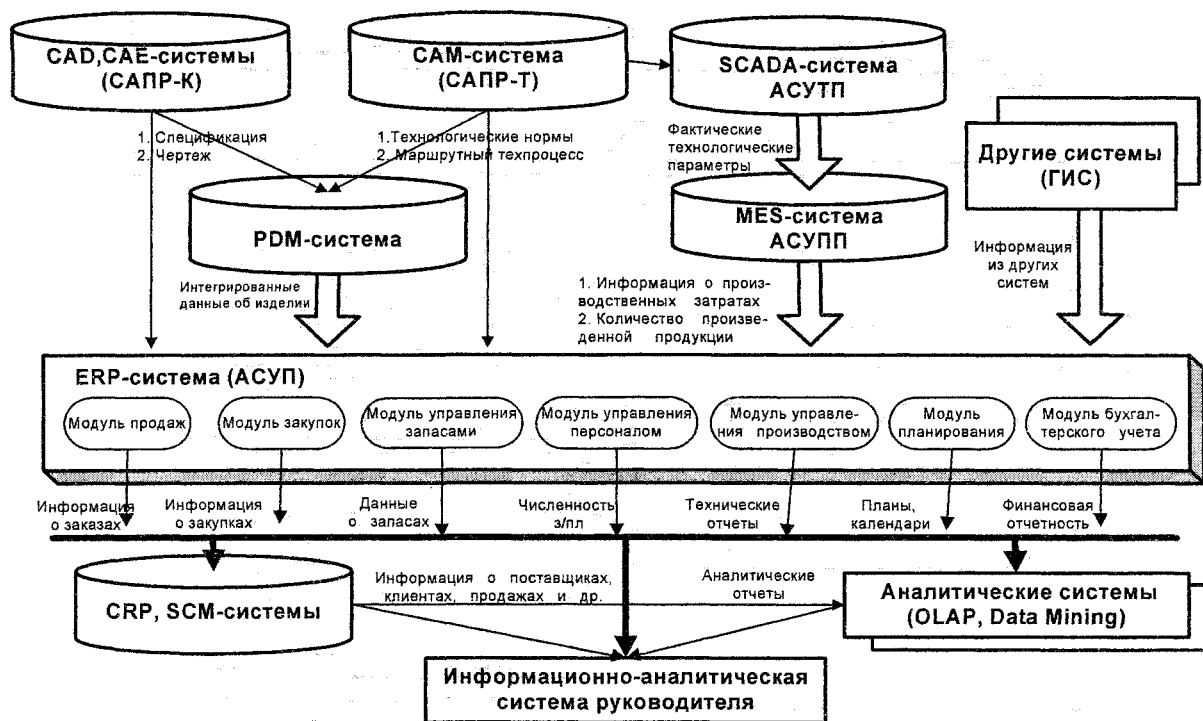 CAD,CAE-системы
(САПР-К)
CAM-система
(САПР-Т)
SCADA-система
АСУТП
1. Спецификация
2. Чертеж
1.Технологические нормы
2. Маршрутный техпроцесс
Фактические
технологические
параметры
Другие системы
(ГИС)
PDM-система
MES-система
АСУПП
Интегрированные
данные об изделии
1. Информация о произ-
водственных затратах
2. Количество произве-
денной продукции
Информация
из других
систем
ERP-система (АСУП)
Модуль продаж
Модуль закупок
Модуль управления
запасами
Модуль управления
персоналом
Модуль управле-
ния производством
Модуль
планирования
Модуль бухгал-
терского учета
Информация
о заказах
Информация
о закупках
Данные
о запасах
Численность
з/пл
Технические
отчеты
Планы,
календари
Финансовая
отчетность
CRP, SCM-системы
Информация о поставщиках,
клиентах, продажах и др.
Аналитические
отчеты
Аналитические системы
(OLAP, Data Mining)
Информационно-аналитическая
система руководителя